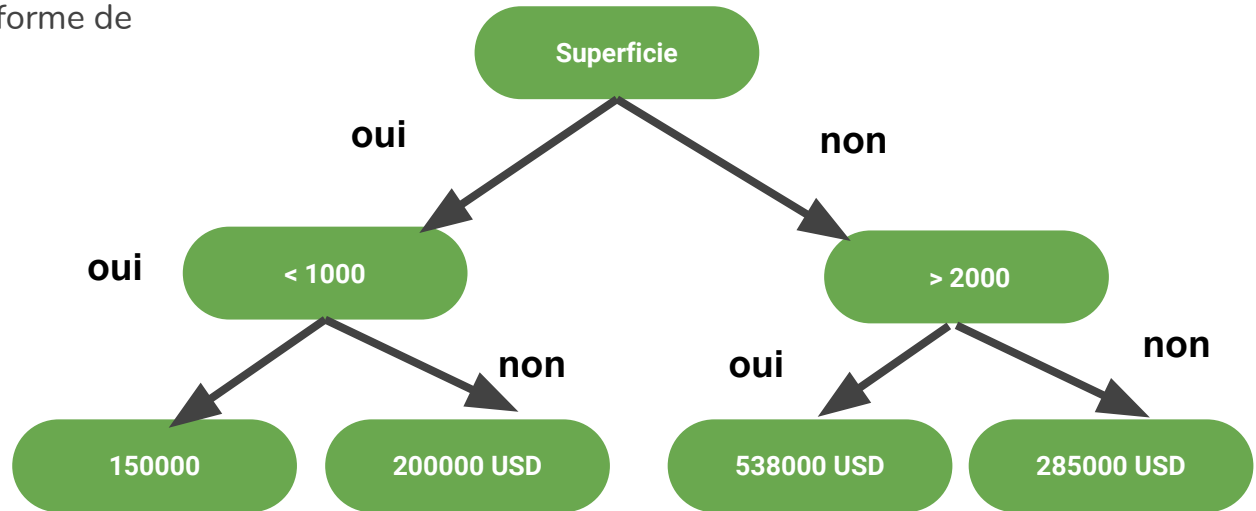 forme de
Superficie
oui
non
oui
< 1000
> 2000
non
oui
non
150000
200000 USD
538000 USD
285000 USD